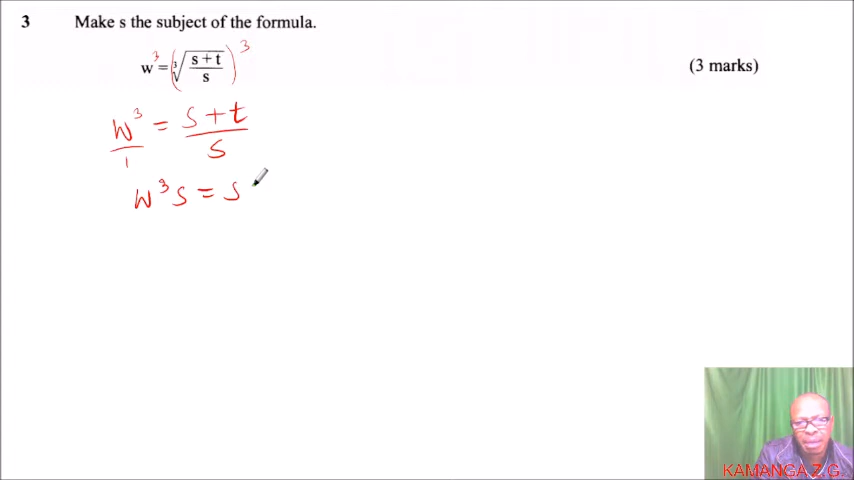 3 Make s the subject of the formula.
w³ = (∛((s + t)/s))³ (3 marks)
w³/1 = (s + t)/s
w³s = s
KAMANGA Z.G.